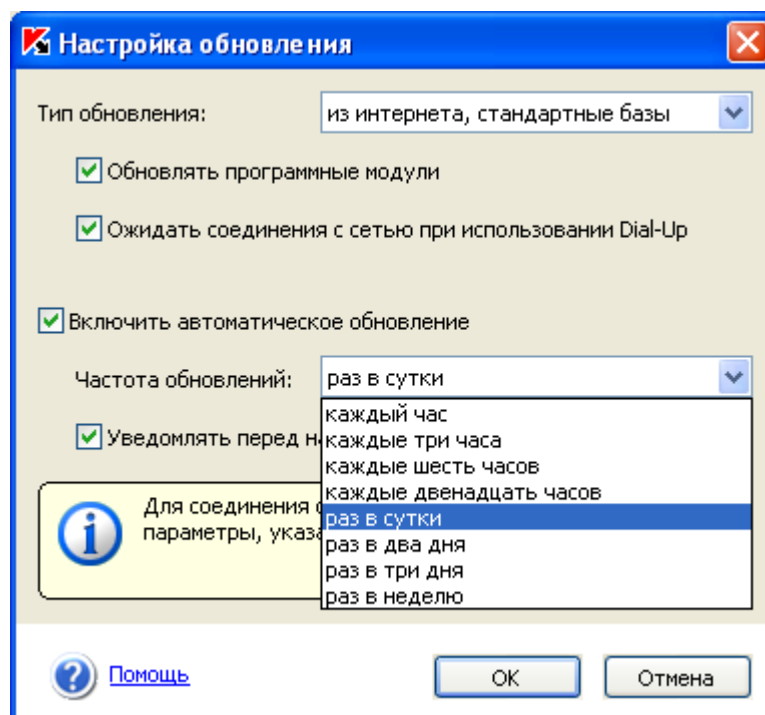 Настройка обновления
Тип обновления: из интернета, стандартные базы
Обновлять программные модули
Ожидать соединения с сетью при использовании Dial-Up
Включить автоматическое обновление
Частота обновлений: раз в сутки
каждый час
Уведомлять перед каждые три часа
каждые шесть часов
каждые двенадцать часов
Для соединения
раз в сутки
параметры,
раз в два дня
раз в три дня
раз в неделю
Помощь
ОК
Отмена